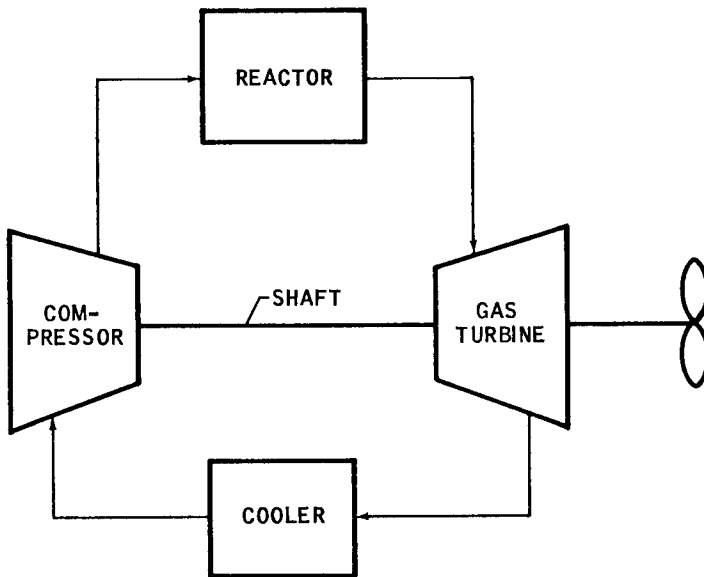 REACTOR
COM-
PRESSOR
SHAFT
GAS
TURBINE
COOLER